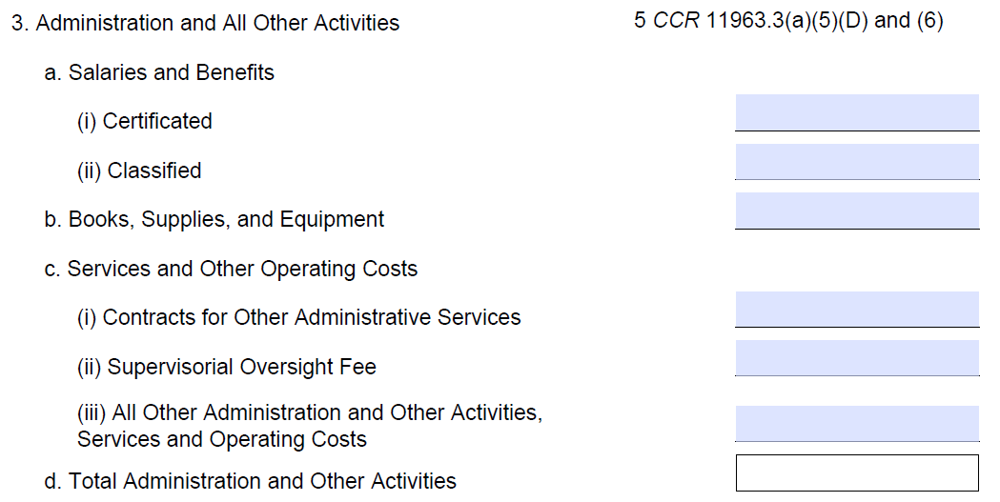 3. Administration and All Other Activities 5 CCR 11963.3(a)(5)(D) and (6)
a. Salaries and Benefits
(i) Certificated
(ii) Classified
b. Books, Supplies, and Equipment
c. Services and Other Operating Costs
(i) Contracts for Other Administrative Services
(ii) Supervisorial Oversight Fee
(iii) All Other Administration and Other Activities,
Services and Operating Costs
d. Total Administration and Other Activities